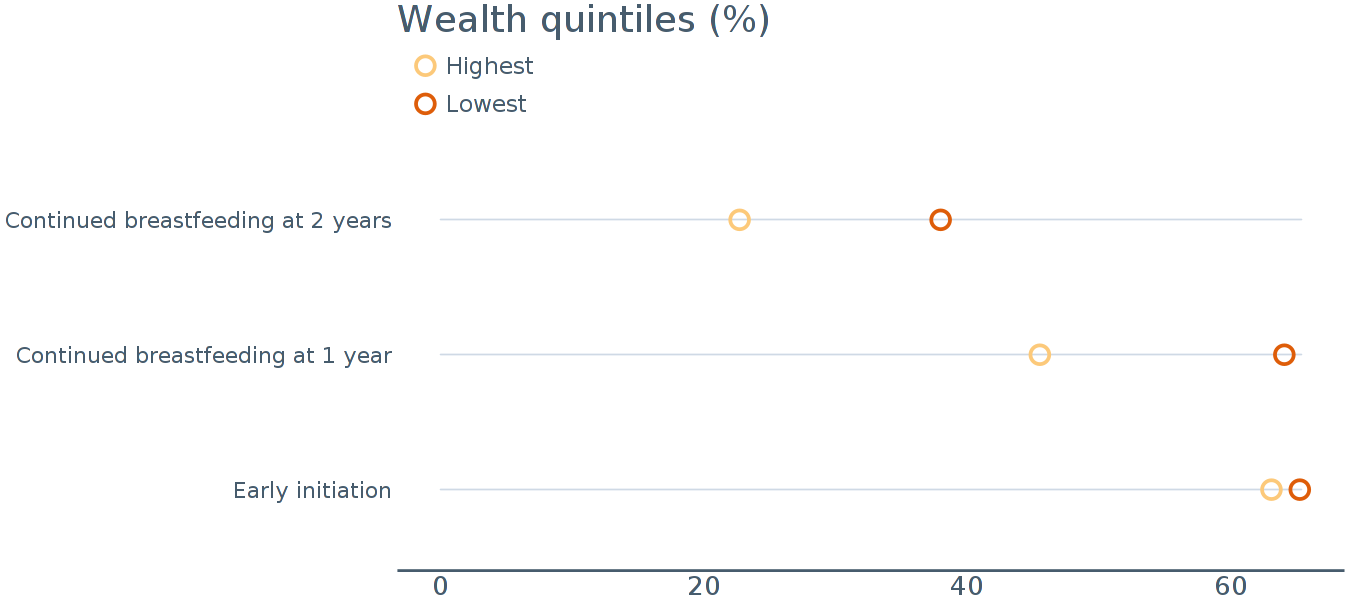 Wealth quintiles (%)
Highest
Lowest
Continued breastfeeding at 2 years
Continued breastfeeding at 1 year
Early initiation
0 20 40 60